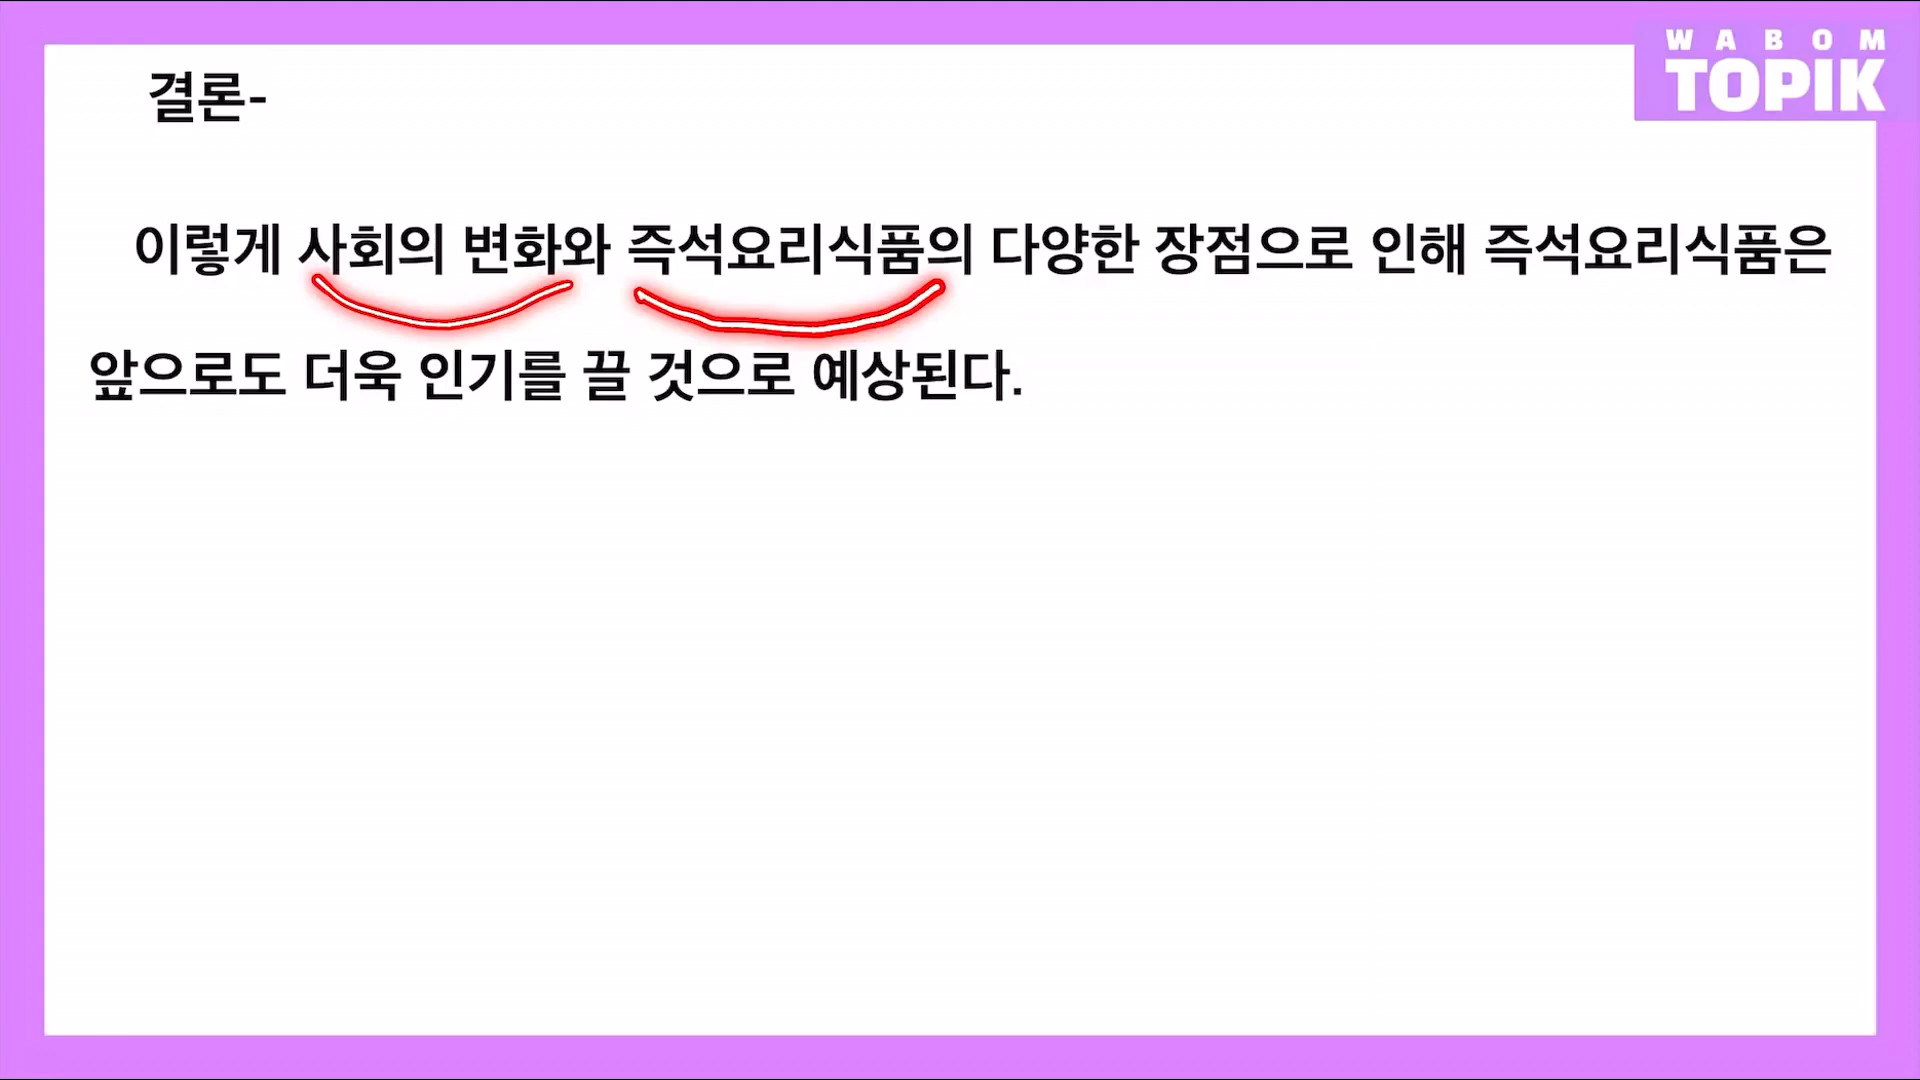 WABOM
TOPIK
결론-
이렇게 사회의 변화와 즉석요리식품의 다양한 장점으로 인해 즉석요리식품은
앞으로도 더욱 인기를 끌 것으로 예상된다.